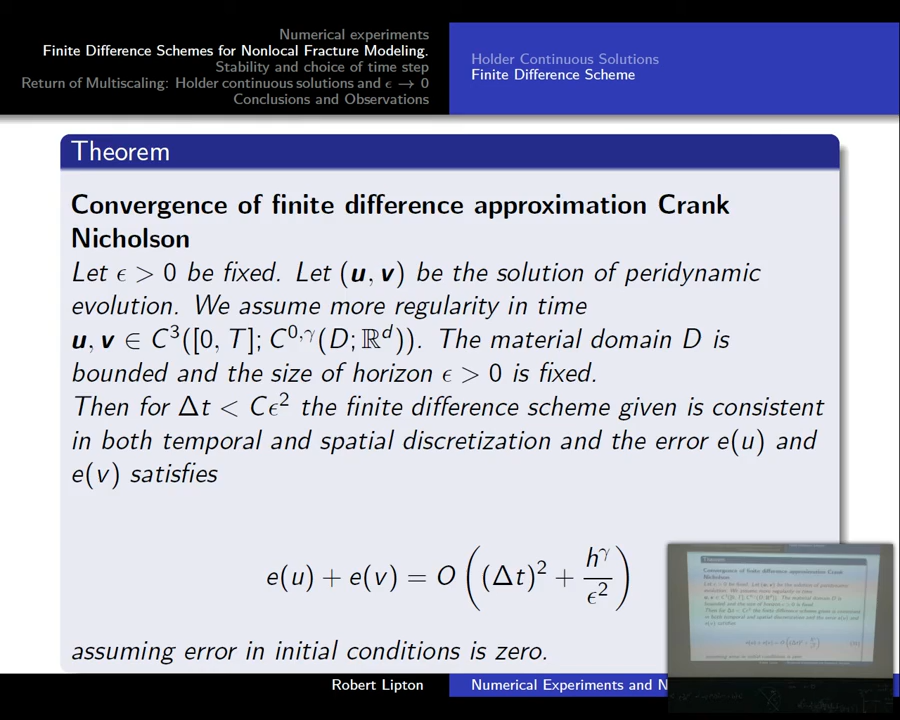 Numerical experiments
Finite Difference Schemes for Nonlocal Fracture Modeling.
Stability and choice of time step
Return of Multiscaling: Holder continuous solutions and ϵ → 0
Conclusions and Observations
Holder Continuous Solutions
Finite Difference Scheme
Theorem
Convergence of finite difference approximation Crank
Nicholson
Let ϵ > 0 be fixed. Let (u, v) be the solution of peridynamic
evolution. We assume more regularity in time
u, v ∈ C³([0, T]; C^{0,γ}(D; ℝ^d)). The material domain D is
bounded and the size of horizon ϵ > 0 is fixed.
Then for Δt < Cϵ² the finite difference scheme given is consistent
in both temporal and spatial discretization and the error e(u) and
e(v) satisfies
e(u) + e(v) = O((Δt)² + h^γ/ϵ²)
assuming error in initial conditions is zero.
Robert Lipton
Numerical Experiments and N